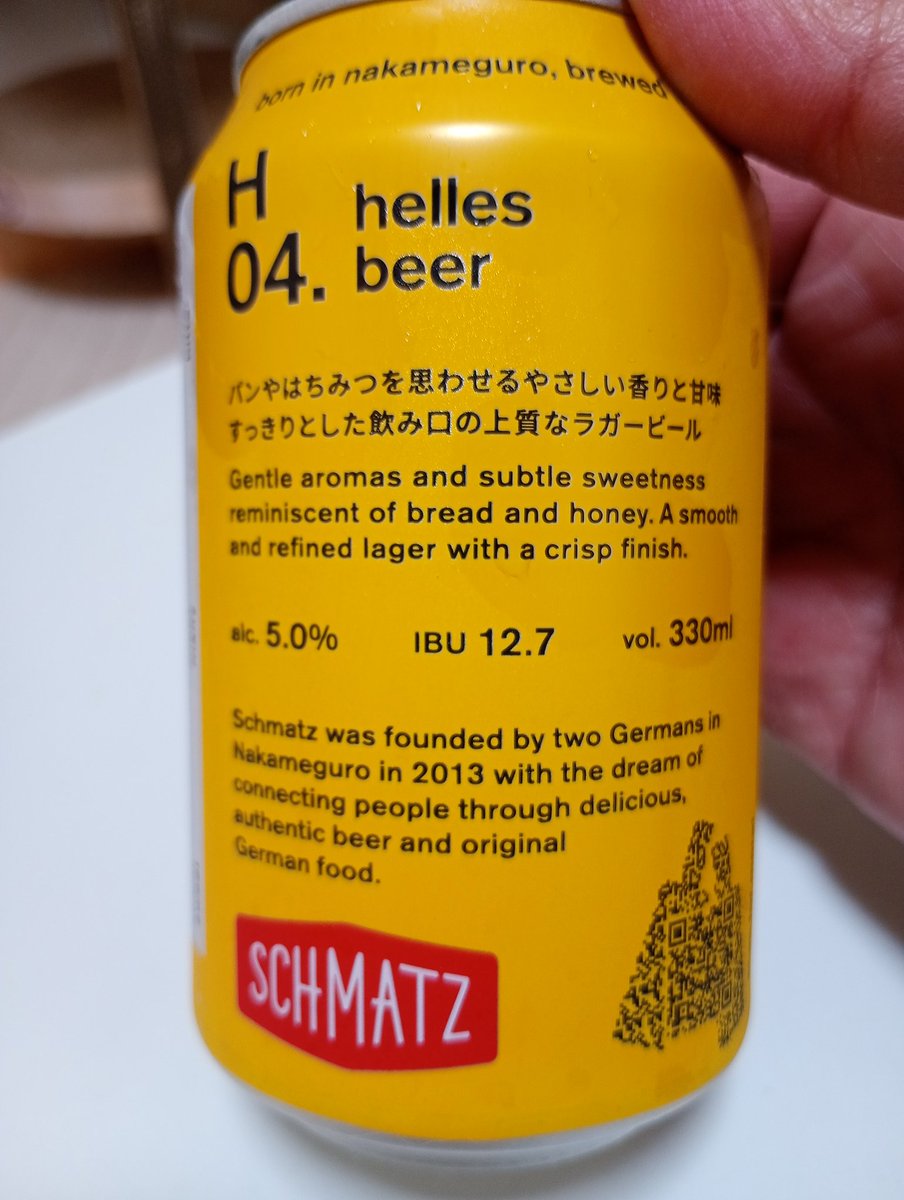 born in nakameguro, brewed
H
04.
helles
beer
パンやはちみつを思わせるやさしい香りと甘味
すっきりとした飲み口の上質なラガービール
Gentle aromas and subtle sweetness
reminiscent of bread and honey. A smooth
and refined lager with a crisp finish.
alc. 5.0% IBU 12.7 vol. 330ml
Schmatz was founded by two Germans in
Nakameguro in 2013 with the dream of
connecting people through delicious,
authentic beer and original
German food.
SCHMATZ